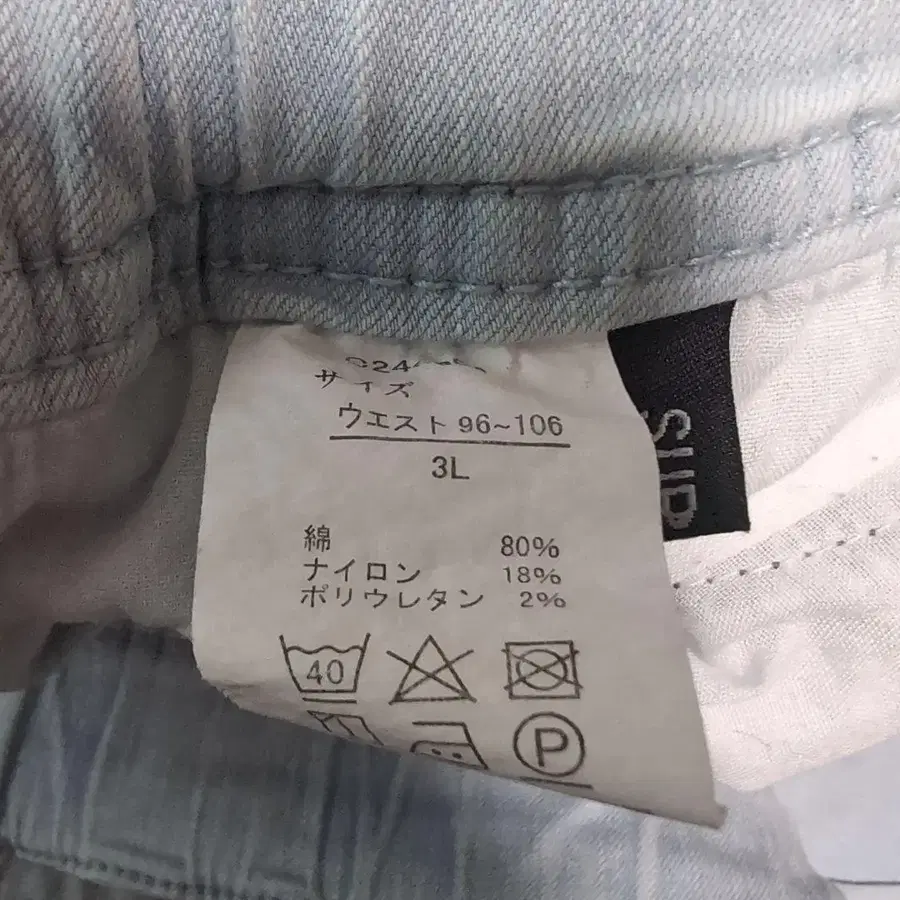 サイズ
ウエスト 96~106
3L
綿 80%
ナイロン 18%
ポリウレタン 2%
40
P